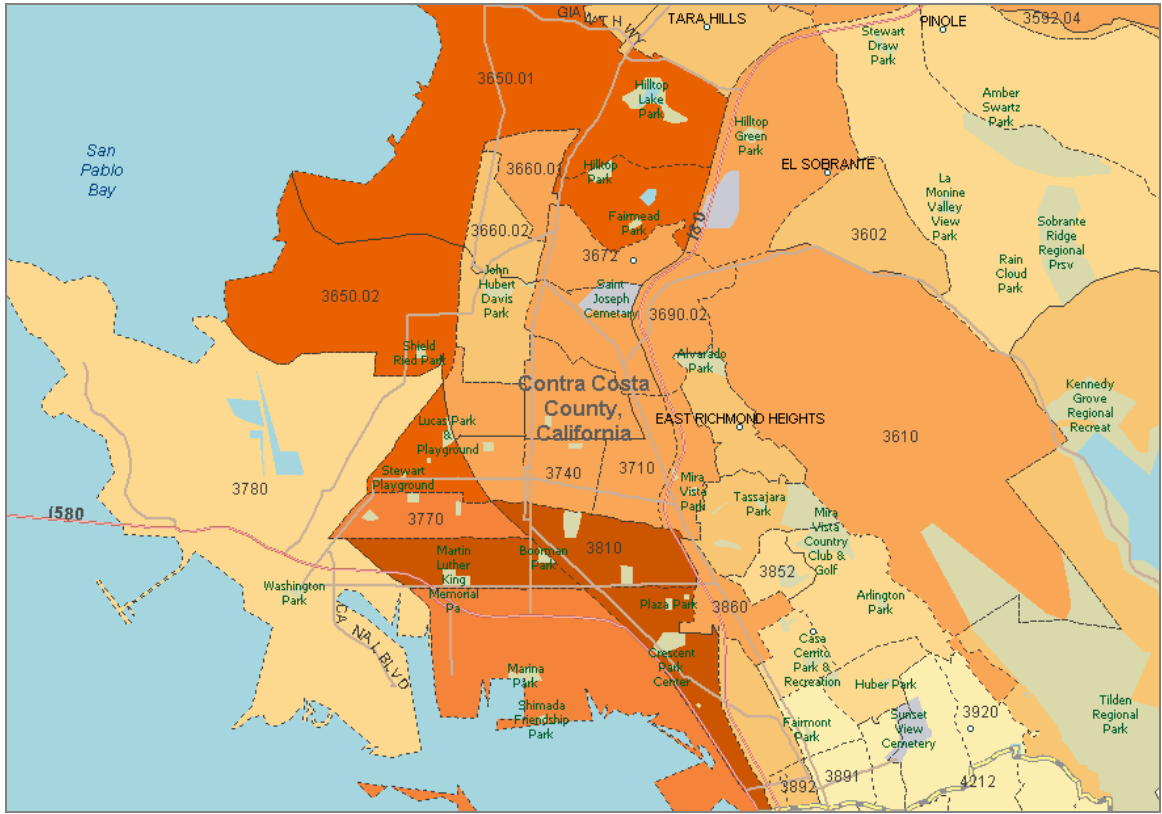 GIA
TARA HILLS
PINOLE
3592.04
HWY
Stewart
Draw
Park
3650.01
Hilltop
Lake
Park
Amber
Swartz
Park
Hilltop
Green
Park
San
Pablo
Bay
3660.01
Hilltop
Park
EL SOBRANTE
La
Monine
Valley
View
Park
Fairmead
Park
Sobrante
Ridge
Regional
Prsv
3660.02
3602
3672
Rain
Cloud
Park
John
Hubert
Davis
Park
Saint
Joseph
Cemetary
3650.02
3690.02
Shield
Ried Park
Alvarado
Park
Contra Costa
County,
California
Kennedy
Grove
Regional
Recreat
EAST RICHMOND HEIGHTS
Lucas Park
&
Playground
3610
3740
3710
Stewart
Playground
3780
Mira
Vista
Park
Tassajara
Park
I580
3770
Mira
Vista
Country
Club &
Golf
3810
Martin
Luther
King
Memorial
Pa
Boorman
Park
3852
Washington
Park
Arlington
Park
Plaza Park
3860
CANAL BLVD
Casa
Cerrito
Park &
Recreation
Crescent
Park
Center
Marina
Park
Huber Park
Shimada
Friendship
Park
Tilden
Regional
Park
Fairmont
Park
Sunset
View
Cemetery
3920
3892
3891
4212